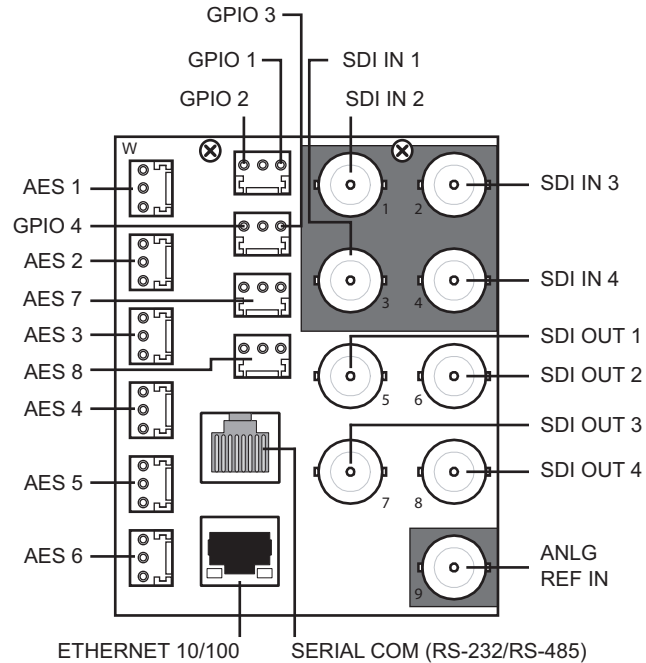 GPIO 3
GPIO 1
SDI IN 1
GPIO 2
SDI IN 2
W
AES 1
SDI IN 3
1
2
GPIO 4
AES 2
AES 7
SDI IN 4
3
4
AES 3
SDI OUT 1
AES 8
SDI OUT 2
5
6
AES 4
SDI OUT 3
SDI OUT 4
AES 5
7
8
AES 6
ANLG
REF IN
9
ETHERNET 10/100
SERIAL COM (RS-232/RS-485)